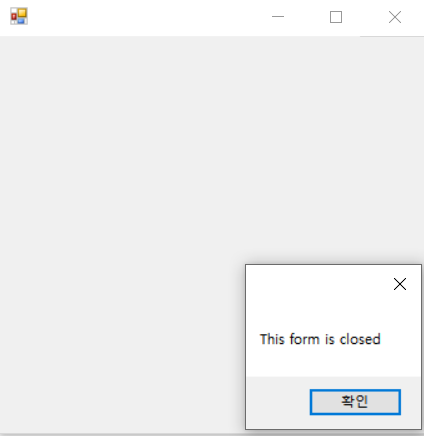 This form is closed
확인